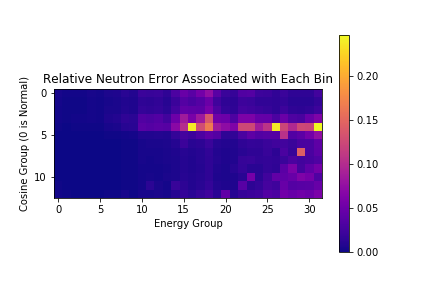 Relative Neutron Error Associated with Each Bin
Cosine Group (0 is Normal)
0
5
10
0 5 10 15 20 25 30
Energy Group
0.20
0.15
0.10
0.05
0.00